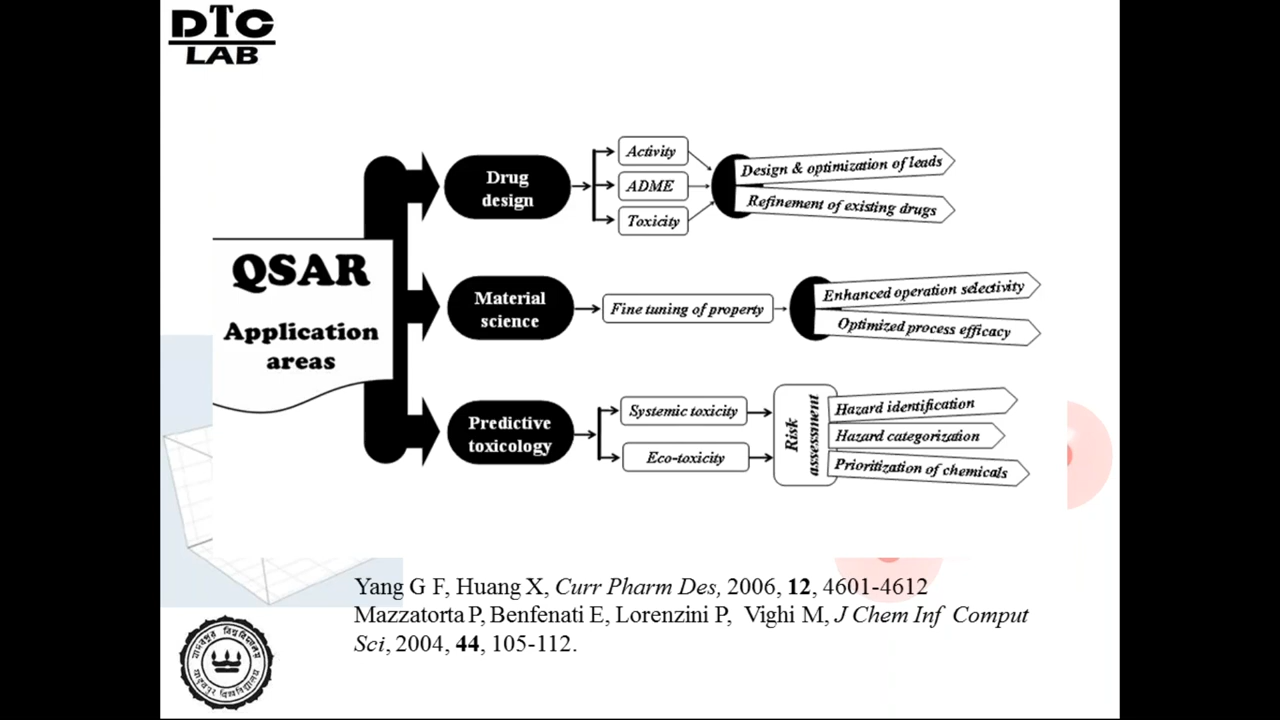 DTC
LAB
QSAR
Application
areas
Drug
design
Activity
ADME
Toxicity
Design & optimization of leads
Refinement of existing drugs
Material
science
Fine tuning of property
Enhanced operation selectivity
Optimized process efficacy
Predictive
toxicology
Systemic toxicity
Eco-toxicity
Risk
assessment
Hazard identification
Hazard categorization
Prioritization of chemicals
Yang G F, Huang X, Curr Pharm Des, 2006, 12, 4601-4612
Mazzatorta P, Benfenati E, Lorenzini P, Vighi M, J Chem Inf Comput
Sci, 2004, 44, 105-112.
যাদবপুর বিশ্ববিদ্যালয়